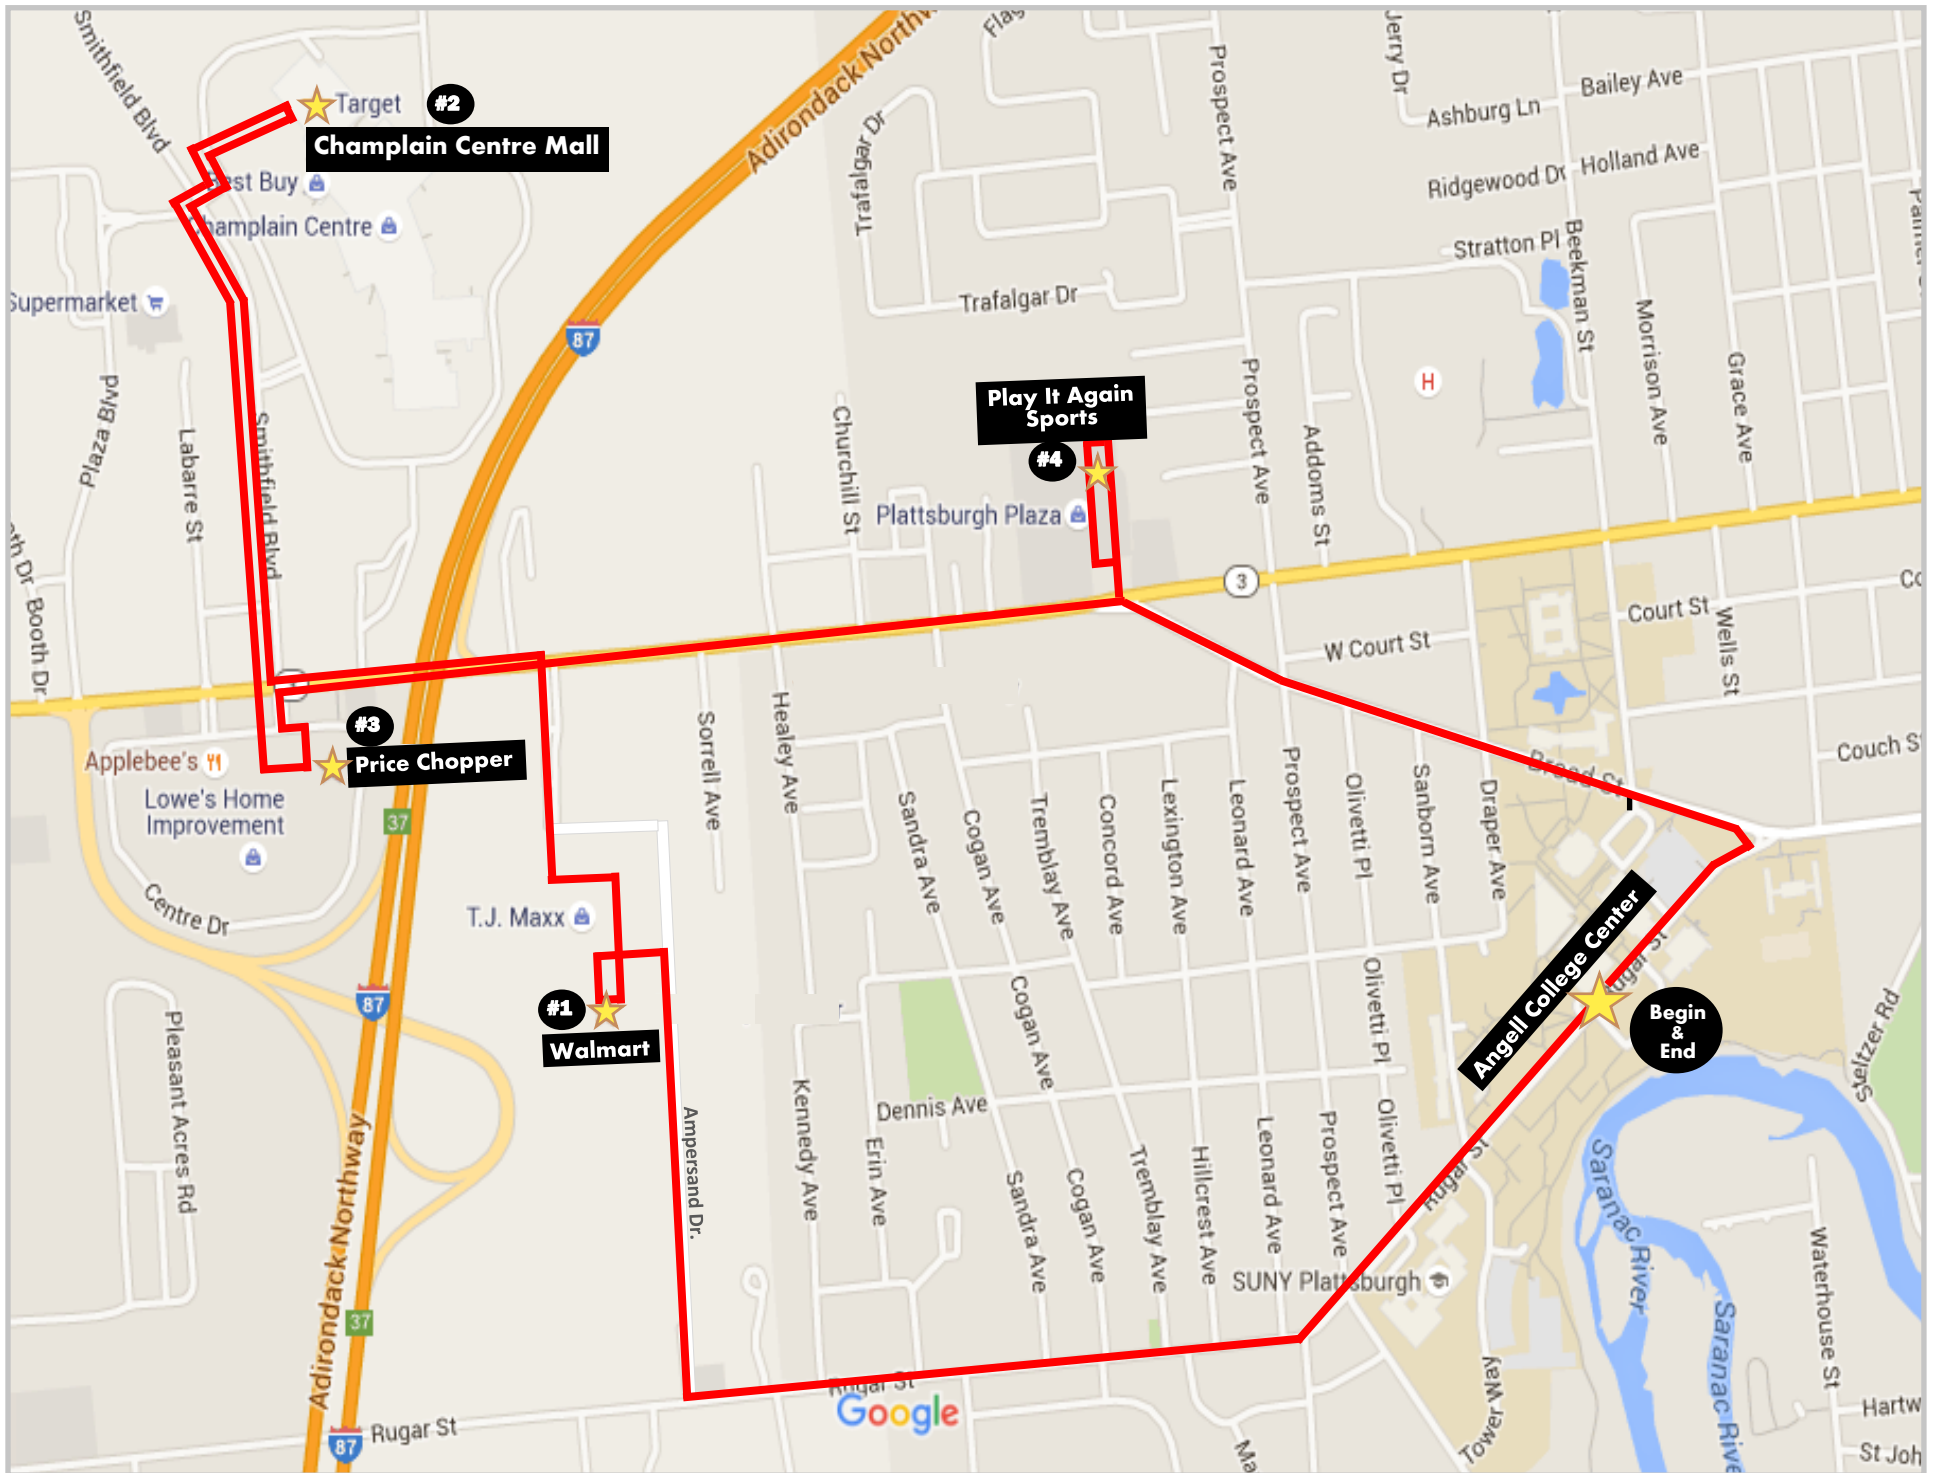 Smithfield Blvd
Target
#2
Champlain Centre Mall
Best Buy
Champlain Centre
Supermarket
Plaza Blvd
Labarre St
Smithfield Blvd
Booth Dr
Adirondack
87
Trafalgar Dr
Trafalgar
Trafalgar Dr
Prospect Ave
Jerry Dr
Ashburg Ln
Bailey Ave
Ridgewood Dr
Holland Ave
Stratton Pl
Beekman St
Morrison Ave
Grace Ave
H
Play It Again
Sports
#4
Plattsburgh Plaza
Churchill St
Prospect Ave
Addoms St
3
W Court St
Court St
Wells St
Couch S
Broad St
#3
Price Chopper
Applebee's
Lowe's Home
Improvement
37
Centre Dr
T.J. Maxx
#1
Walmart
87
Pleasant Acres Rd
Adirondack Northway
37
87
Rugar St
Ampersand Dr.
Sorrell Ave
Healey Ave
Sandra Ave
Cogan Ave
Tremblay Ave
Concord Ave
Lexington Ave
Leonard Ave
Prospect Ave
Olivetti Pl
Sanborn Ave
Draper Ave
Olivetti Pl
Cogan Ave
Dennis Ave
Kennedy Ave
Erin Ave
Sandra Ave
Cogan Ave
Tremblay Ave
Hillcrest Ave
Leonard Ave
Prospect Ave
Olivetti Pl
Angell College Center
Rugar St
Begin
&
End
Rugar St
SUNY Plattsburgh
Rugar St
Google
Tower Way
Saranac River
Saranac Rive
Steltzer Rd
Waterhouse St
Hartw
St Joh